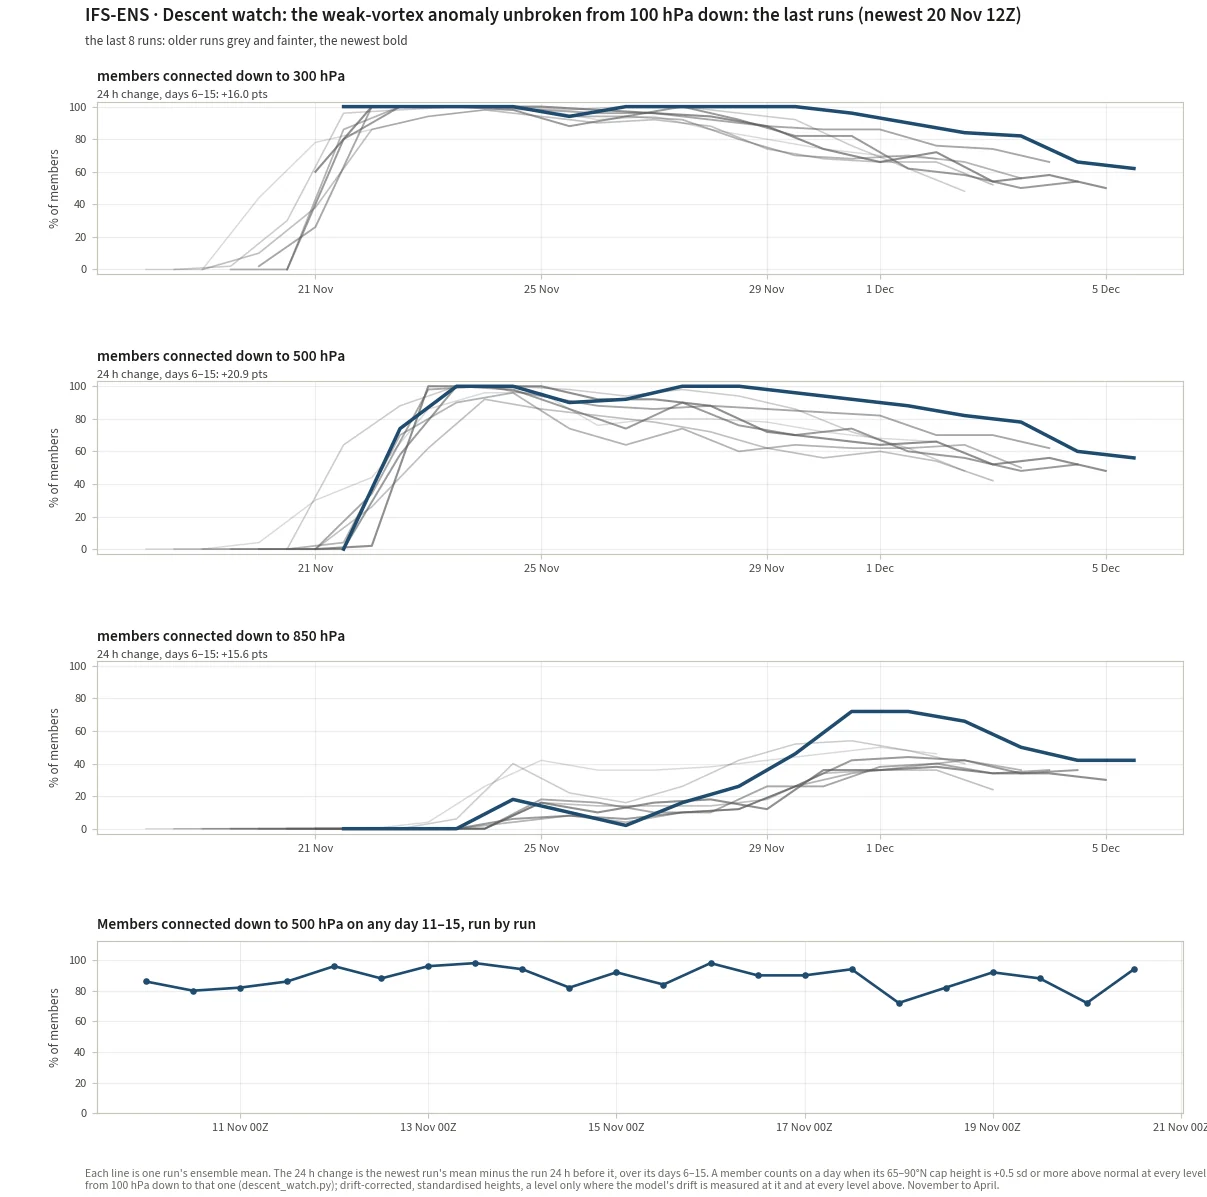 IFS-ENS · Descent watch: the weak-vortex anomaly unbroken from 100 hPa down: the last runs (newest 20 Nov 12Z)
the last 8 runs: older runs grey and fainter, the newest bold
members connected down to 300 hPa
24 h change, days 6–15: +16.0 pts
% of members
100
80
60
40
20
0
21 Nov
25 Nov
29 Nov
1 Dec
5 Dec
members connected down to 500 hPa
24 h change, days 6–15: +20.9 pts
% of members
100
80
60
40
20
0
21 Nov
25 Nov
29 Nov
1 Dec
5 Dec
members connected down to 850 hPa
24 h change, days 6–15: +15.6 pts
% of members
100
80
60
40
20
0
21 Nov
25 Nov
29 Nov
1 Dec
5 Dec
Members connected down to 500 hPa on any day 11–15, run by run
% of members
100
80
60
40
20
0
11 Nov 00Z
13 Nov 00Z
15 Nov 00Z
17 Nov 00Z
19 Nov 00Z
21 Nov 00Z
Each line is one run's ensemble mean. The 24 h change is the newest run's mean minus the run 24 h before it, over its days 6–15. A member counts on a day when its 65–90°N cap height is +0.5 sd or more above normal at every level
from 100 hPa down to that one (descent_watch.py); drift-corrected, standardised heights, a level only where the model's drift is measured at it and at every level above. November to April.